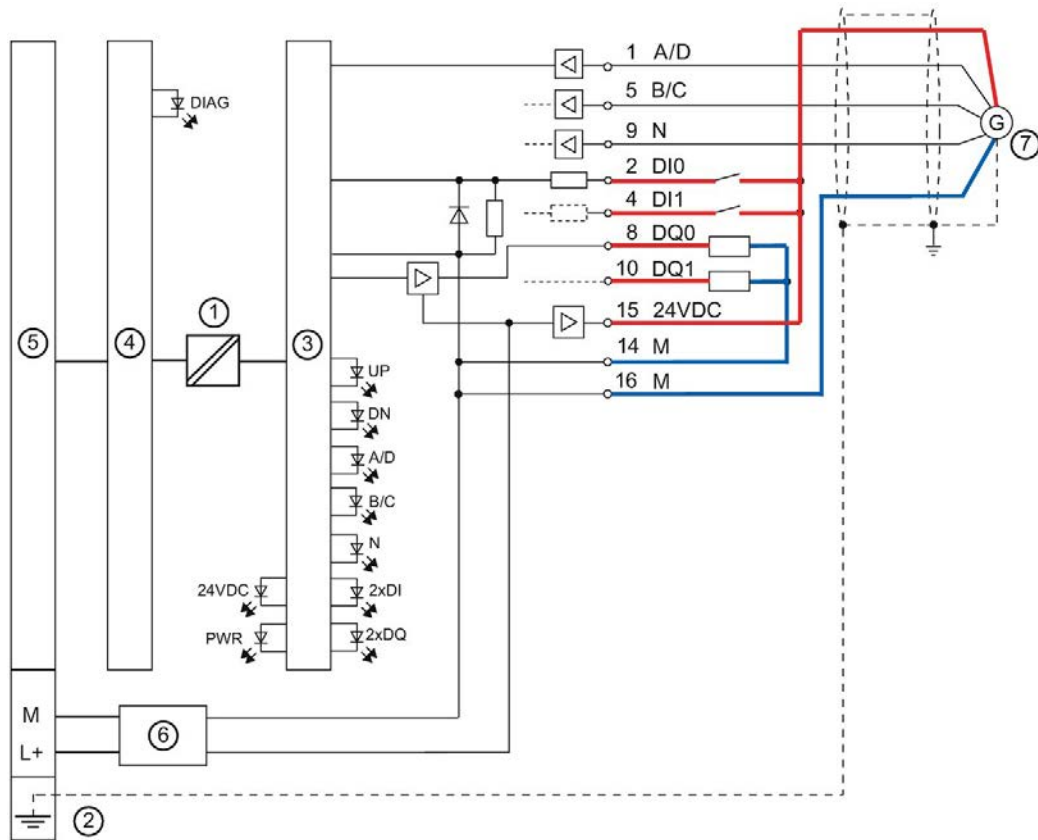 1 A/D
5 B/C
DIAG
9 N
G
7
2 DI0
4 DI1
8 DQ0
10 DQ1
1
15 24VDC
5
4
3
14 M
UP
16 M
DN
A/D
B/C
N
24VDC
2xDI
PWR
2xDQ
M
6
L+
2